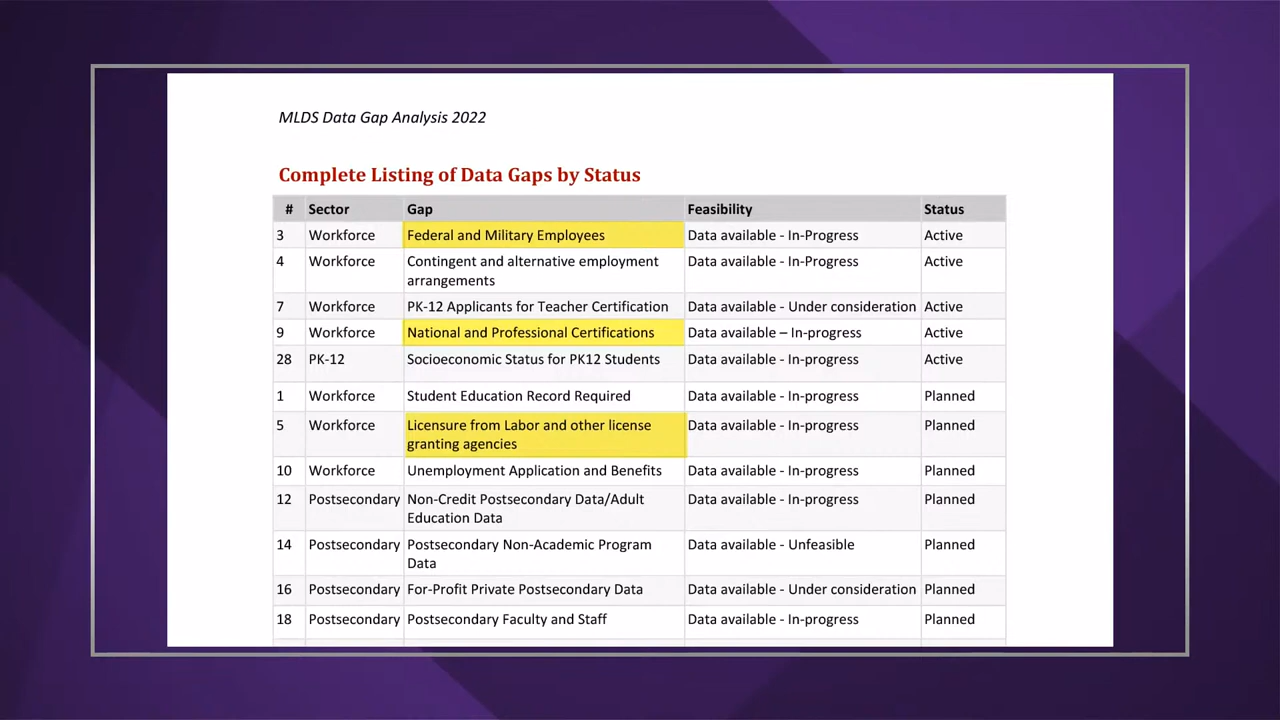 MLDS Data Gap Analysis 2022
Complete Listing of Data Gaps by Status
# Sector Gap Feasibility Status
3 Workforce Federal and Military Employees Data available - In-Progress Active
4 Workforce Contingent and alternative employment Data available - In-Progress Active
arrangements
7 Workforce PK-12 Applicants for Teacher Certification Data available - Under consideration Active
9 Workforce National and Professional Certifications Data available – In-progress Active
28 PK-12 Socioeconomic Status for PK12 Students Data available - In-progress Active
1 Workforce Student Education Record Required Data available - In-progress Planned
5 Workforce Licensure from Labor and other license Data available - In-progress Planned
granting agencies
10 Workforce Unemployment Application and Benefits Data available - In-progress Planned
12 Postsecondary Non-Credit Postsecondary Data/Adult Data available - In-progress Planned
Education Data
14 Postsecondary Postsecondary Non-Academic Program Data available - Unfeasible Planned
Data
16 Postsecondary For-Profit Private Postsecondary Data Data available - Under consideration Planned
18 Postsecondary Postsecondary Faculty and Staff Data available - In-progress Planned